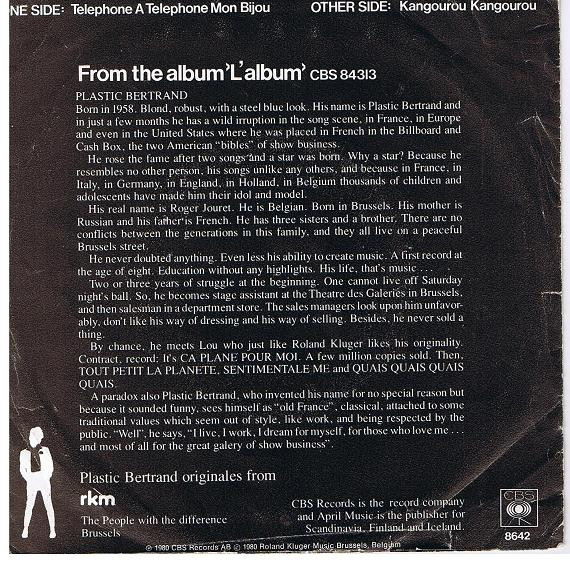 NE SIDE: Telephone A Telephone Mon Bijou OTHER SIDE: Kangourou Kangourou
From the album 'L'album' CBS 84313
PLASTIC BERTRAND
Born in 1958. Blond, robust, with a steel blue look. His name is Plastic Bertrand and
in just a few months he has a wild irruption in the song scene, in France, in Europe
and even in the United States where he was placed in French in the Billboard and
Cash Box, the two American "bibles" of show business.
He rose the fame after two songs and a star was born. Why a star? Because he
resembles no other person, his songs unlike any others, and because in France, in
Italy, in Germany, in England, in Holland, in Belgium thousands of children and
adolescents have made him their idol and model.
His real name is Roger Jouret. He is Belgian. Born in Brussels. His mother is
Russian and his father is French. He has three sisters and a brother. There are no
conflicts between the generations in this family, and they all live on a peaceful
Brussels street.
He never doubted anything. Even less his ability to create music. A first record at
the age of eight. Education without any highlights. His life, that's music . . .
Two or three years of struggle at the beginning. One cannot live off Saturday
night's ball. So, he becomes stage assistant at the Theatre des Galeries in Brussels,
and then salesman in a department store. The sales managers look upon him unfavor-
ably, don't like his way of dressing and his way of selling. Besides, he never sold a
thing.
By chance, he meets Lou who just like Roland Kluger likes his originality.
Contract, record: It's CA PLANE POUR MOI. A few million copies sold. Then,
TOUT PETIT LA PLANETE, SENTIMENTALE ME and QUAIS QUAIS QUAIS
QUAIS.
A paradox also Plastic Bertrand, who invented his name for no special reason but
because it sounded funny, sees himself as "old France", classical, attached to some
traditional values which seem out of style, like work, and being respected by the
public. "Well", he says, "I live, I work, I dream for myself, for those who love me . . .
and most of all for the great galery of show business".
Plastic Bertrand originales from
rkm
The People with the difference
Brussels
CBS Records is the record company
and April Music is the publisher for
Scandinavia, Finland and Iceland.
CBS
8642
℗ 1980 CBS Records AB © 1980 Roland Kluger Music Brussels, Belgium